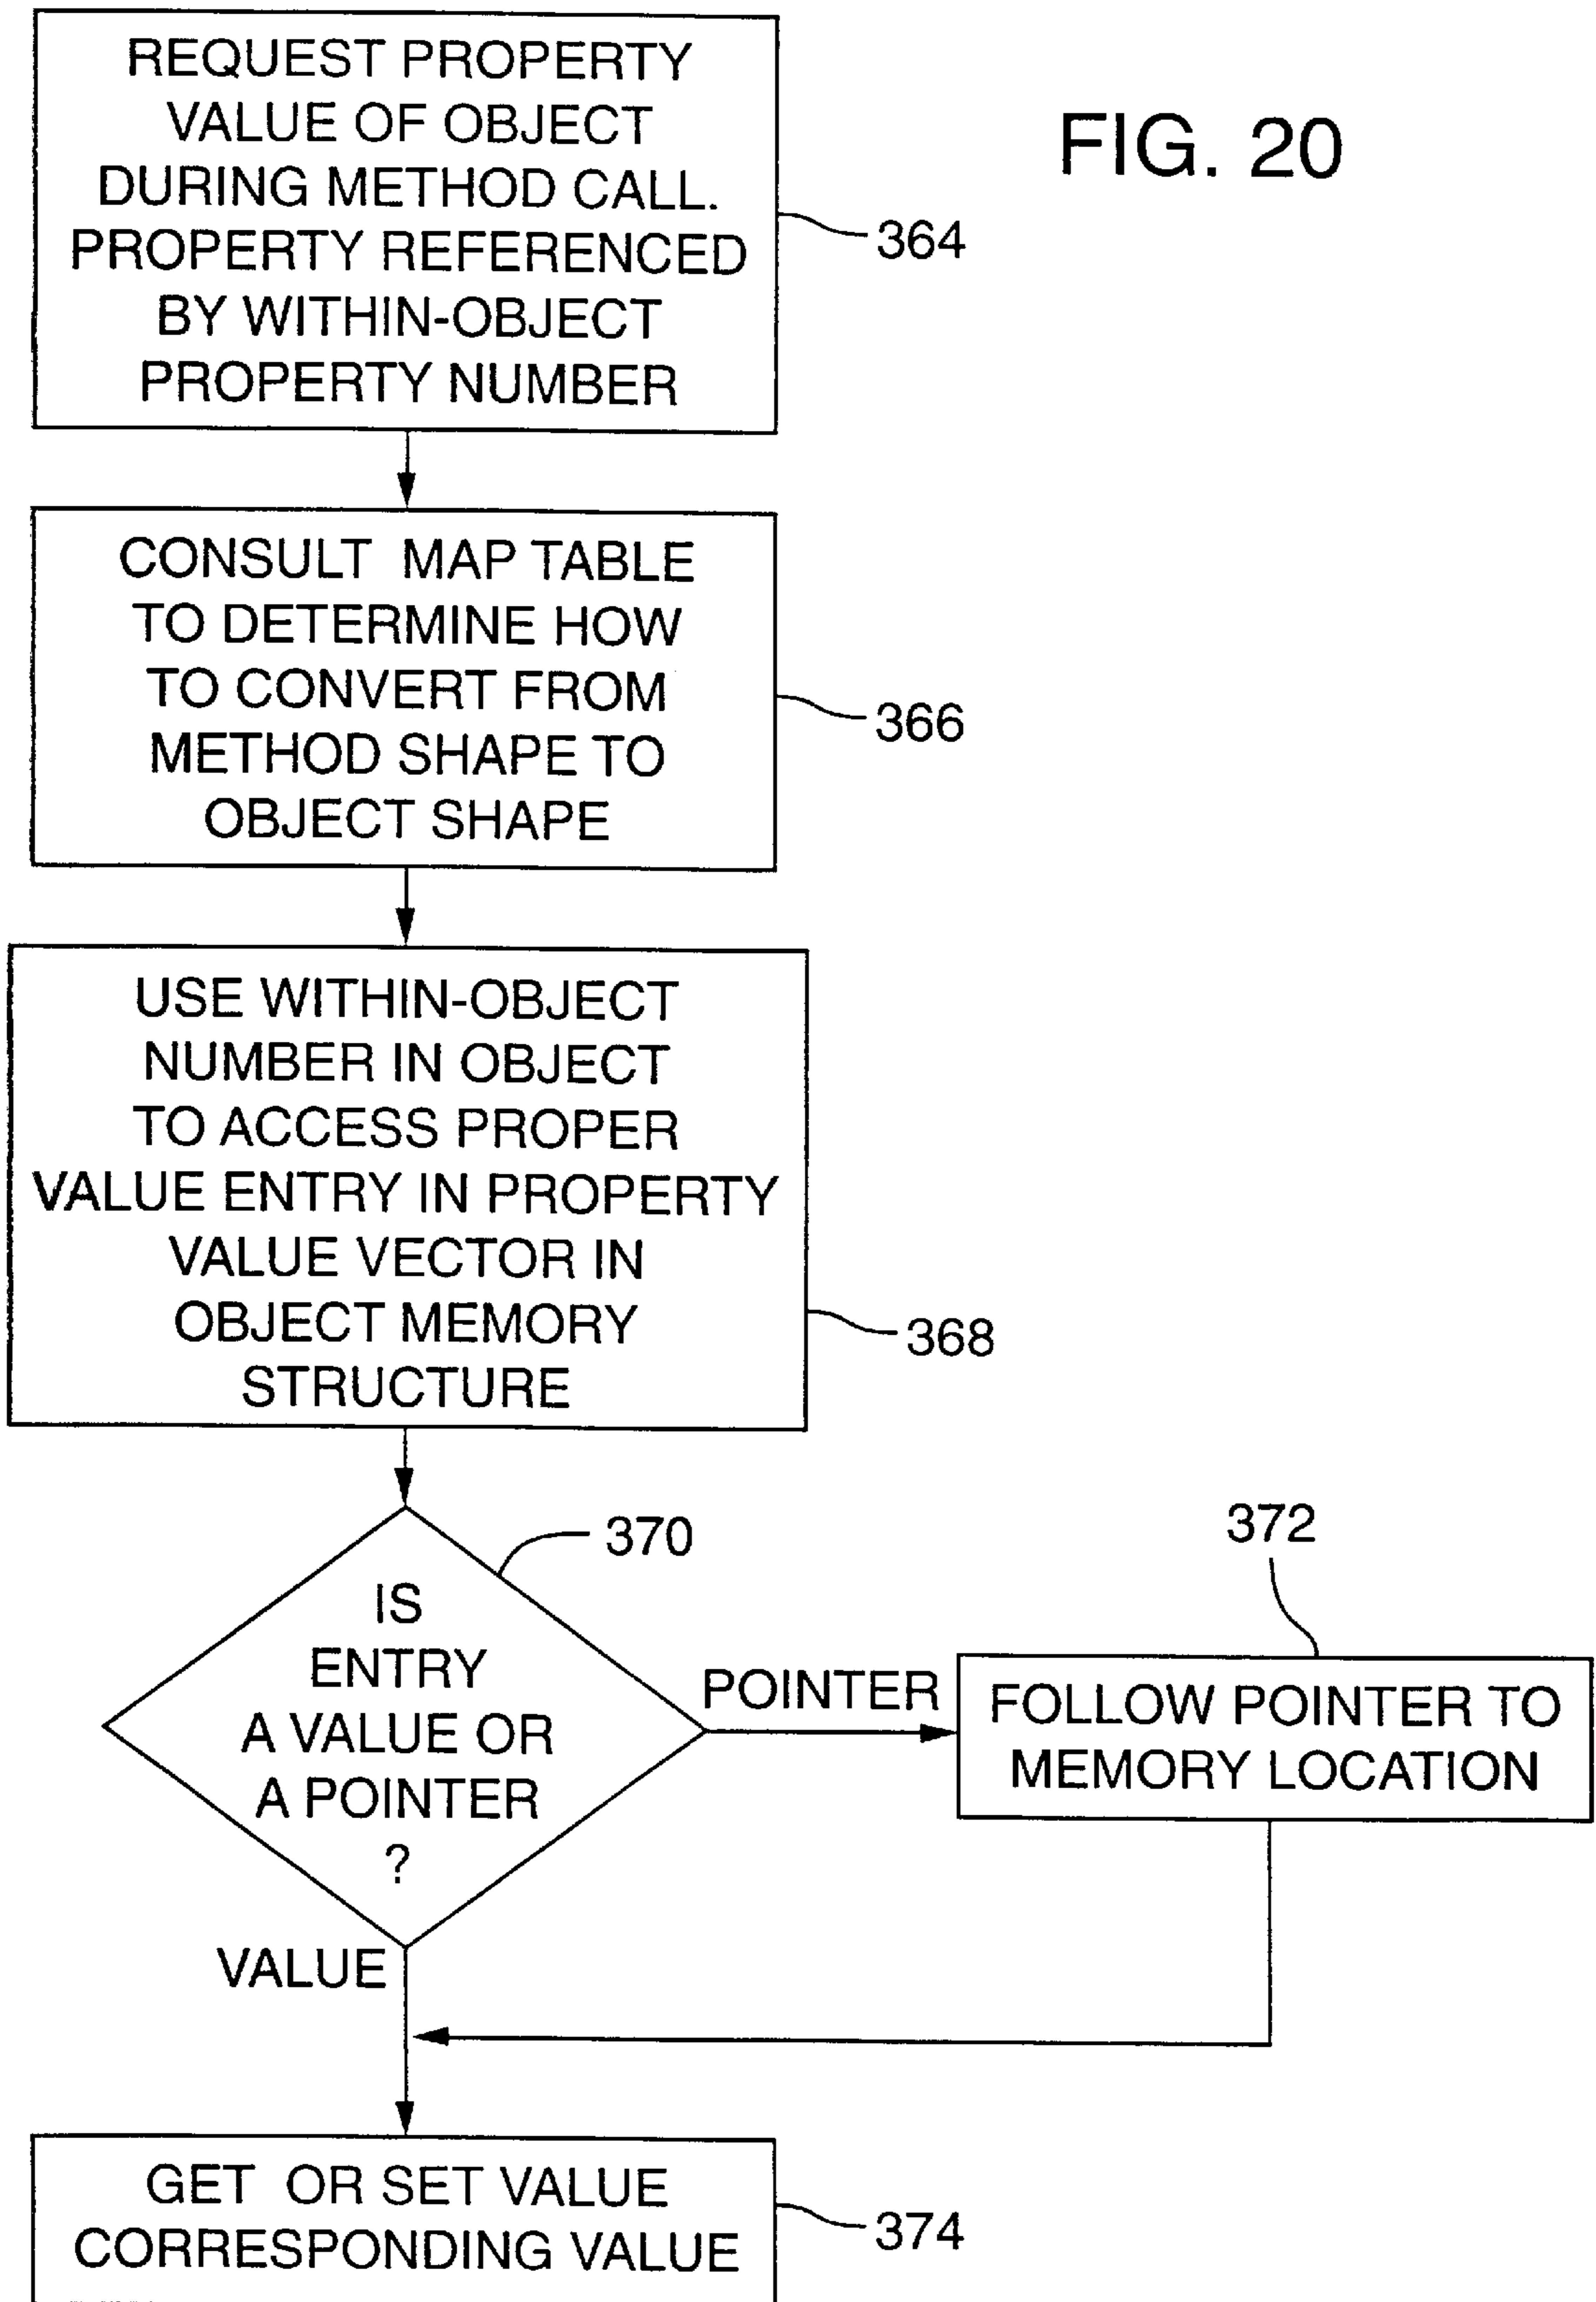 REQUEST PROPERTY
VALUE OF OBJECT
DURING METHOD CALL.
PROPERTY REFERENCED
BY WITHIN-OBJECT
PROPERTY NUMBER
364
FIG. 20
CONSULT MAP TABLE
TO DETERMINE HOW
TO CONVERT FROM
METHOD SHAPE TO
OBJECT SHAPE
366
USE WITHIN-OBJECT
NUMBER IN OBJECT
TO ACCESS PROPER
VALUE ENTRY IN PROPERTY
VALUE VECTOR IN
OBJECT MEMORY
STRUCTURE
368
IS
ENTRY
A VALUE OR
A POINTER
?
370
POINTER
372
FOLLOW POINTER TO
MEMORY LOCATION
VALUE
GET OR SET VALUE
CORRESPONDING VALUE
374